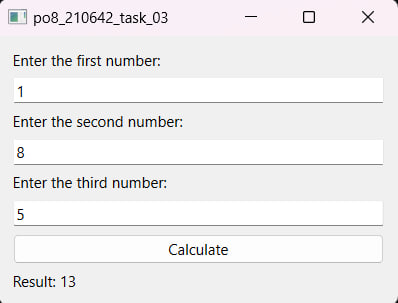 po8_210642_task_03
Enter the first number:
1
Enter the second number:
8
Enter the third number:
5
Calculate
Result: 13